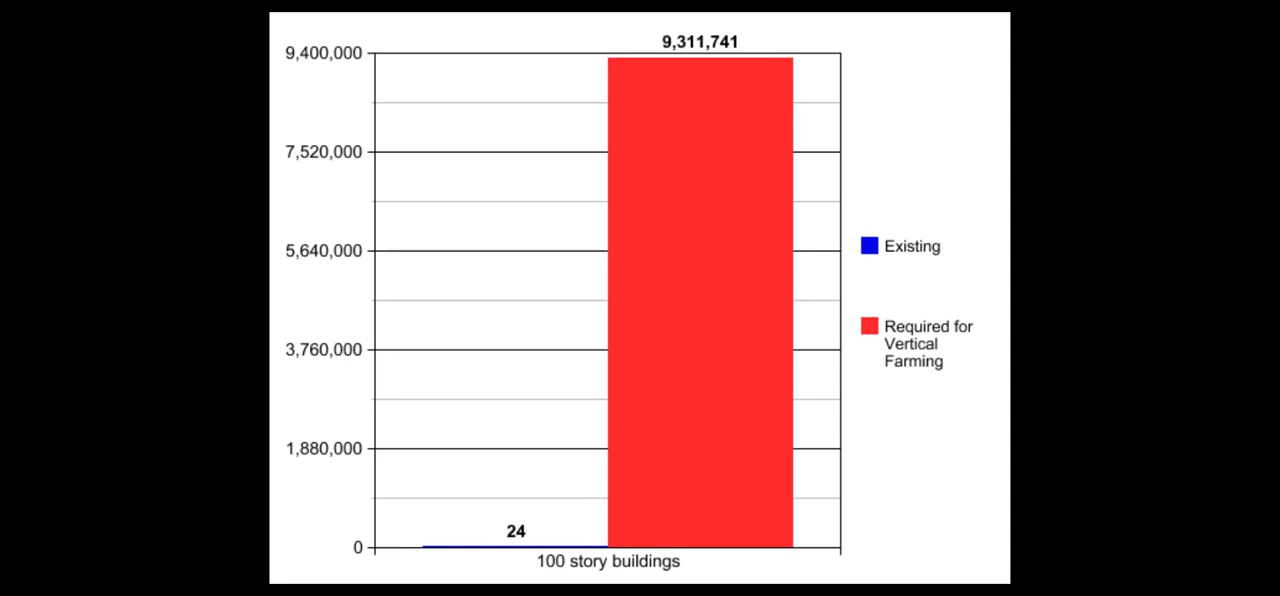 9,311,741
9,400,000
7,520,000
5,640,000
3,760,000
1,880,000
24
0
100 story buildings
Existing
Required for
Vertical
Farming